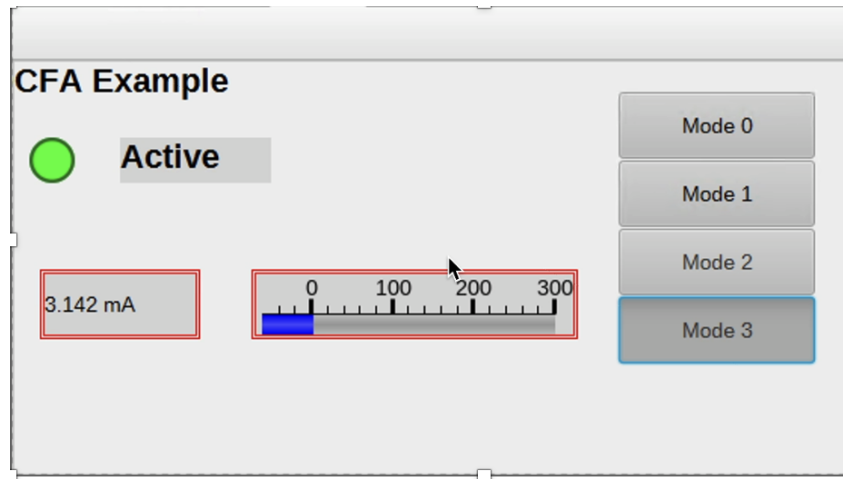 CFA Example
Active
3.142 mA
0 100 200 300
Mode 0
Mode 1
Mode 2
Mode 3